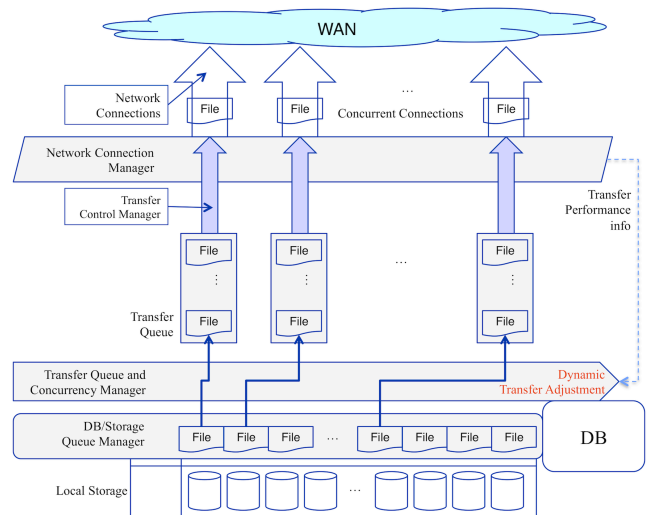 WAN
Network
Connections
File
File
...
Concurrent Connections
File
Network Connection
Manager
Transfer
Control Manager
Transfer
Performance
info
File
File
File
...
...
...
...
Transfer
Queue
File
File
File
Transfer Queue and
Concurrency Manager
Dynamic
Transfer Adjustment
DB/Storage
Queue Manager
File
File
File
...
File
File
File
File
DB
Local Storage
...